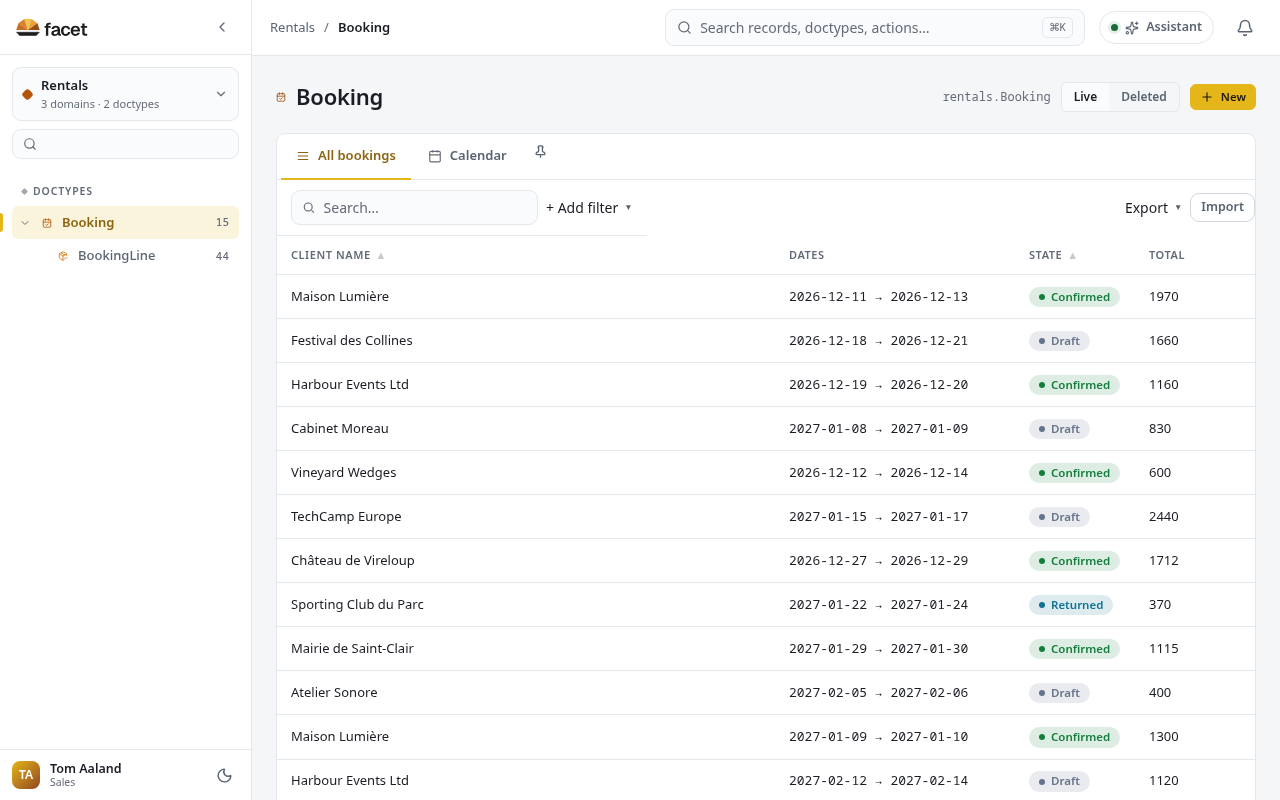 facet
Rentals / Booking
Search records, doctypes, actions...
⌘K
Assistant
Rentals
3 domains · 2 doctypes
DOCTYPES
Booking 15
BookingLine 44
Tom Aaland
Sales
TA
Booking
rentals.Booking
Live
Deleted
+ New
All bookings
Calendar
Search...
+ Add filter ▼
Export ▼
Import
CLIENT NAME ▲ DATES STATE ▲ TOTAL
Maison Lumière 2026-12-11 → 2026-12-13 Confirmed 1970
Festival des Collines 2026-12-18 → 2026-12-21 Draft 1660
Harbour Events Ltd 2026-12-19 → 2026-12-20 Confirmed 1160
Cabinet Moreau 2027-01-08 → 2027-01-09 Draft 830
Vineyard Wedges 2026-12-12 → 2026-12-14 Confirmed 600
TechCamp Europe 2027-01-15 → 2027-01-17 Draft 2440
Château de Vireloup 2026-12-27 → 2026-12-29 Confirmed 1712
Sporting Club du Parc 2027-01-22 → 2027-01-24 Returned 370
Mairie de Saint-Clair 2027-01-29 → 2027-01-30 Confirmed 1115
Atelier Sonore 2027-02-05 → 2027-02-06 Draft 400
Maison Lumière 2027-01-09 → 2027-01-10 Confirmed 1300
Harbour Events Ltd 2027-02-12 → 2027-02-14 Draft 1120